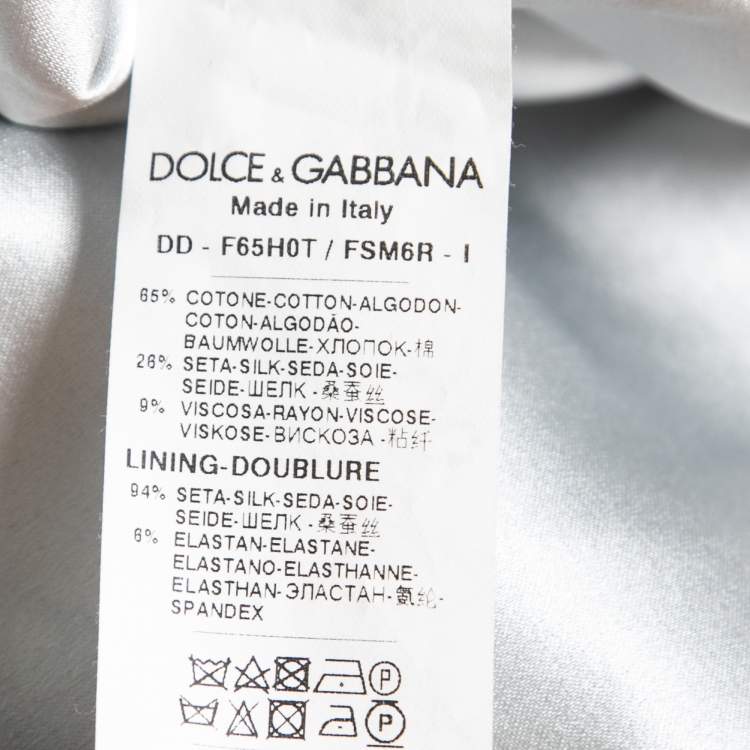 DOLCE & GABBANA
Made in Italy
DD - F65H0T / FSM6R - I
65% COTONE-COTTON-ALGODON-
COTON-ALGODÃO-
BAUMWOLLE-ХЛОПОК-棉
26% SETA-SILK-SEDA-SOIE-
SEIDE-ШЕЛК-桑蚕丝
9% VISCOSA-RAYON-VISCOSE-
VISKOSE-ВИСКОЗА-粘纤
LINING-DOUBLURE
94% SETA-SILK-SEDA-SOIE-
SEIDE-ШЕЛК-桑蚕丝
6% ELASTAN-ELASTANE-
ELASTANO-ELASTHANNE-
ELASTHAN-ЭЛАСТАН-氨纶-
SPANDEX
P
P